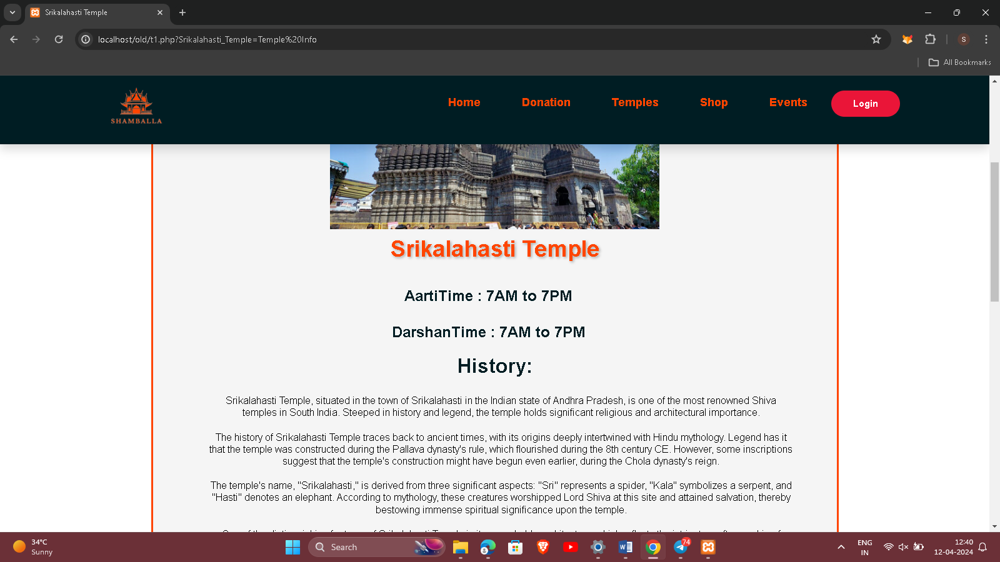 Srikalahasti Temple
localhost/old/t1.php?Srikalahasti_Temple=Temple%20Info
S
All Bookmarks
SHAMBALLA
Home
Donation
Temples
Shop
Events
Login
Srikalahasti Temple
AartiTime : 7AM to 7PM
DarshanTime : 7AM to 7PM
History:
Srikalahasti Temple, situated in the town of Srikalahasti in the Indian state of Andhra Pradesh, is one of the most renowned Shiva
temples in South India. Steeped in history and legend, the temple holds significant religious and architectural importance.
The history of Srikalahasti Temple traces back to ancient times, with its origins deeply intertwined with Hindu mythology. Legend has it
that the temple was constructed during the Pallava dynasty's rule, which flourished during the 8th century CE. However, some inscriptions
suggest that the temple's construction might have begun even earlier, during the Chola dynasty's reign.
The temple's name, "Srikalahasti," is derived from three significant aspects: "Sri" represents a spider, "Kala" symbolizes a serpent, and
"Hasti" denotes an elephant. According to mythology, these creatures worshipped Lord Shiva at this site and attained salvation, thereby
bestowing immense spiritual significance upon the temple.
34°C
Sunny
Search
74
ENG
IN
12:40
12-04-2024